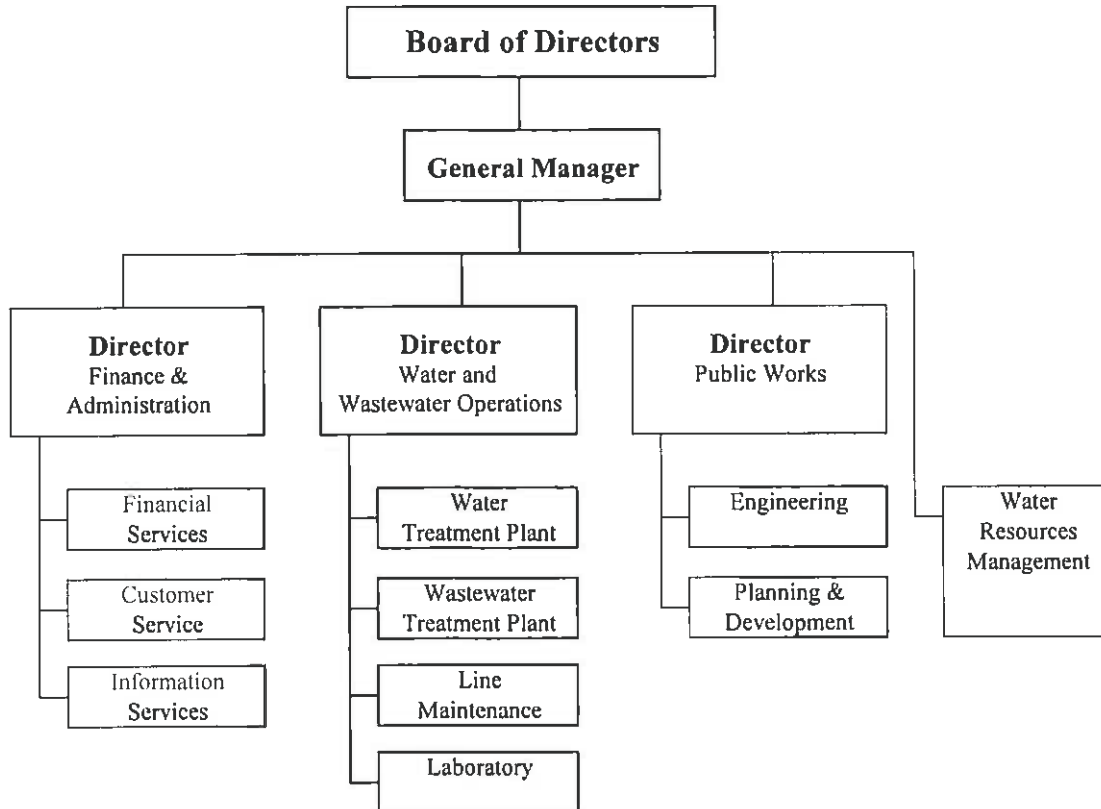 Board of Directors
General Manager
Director
Finance &
Administration
Financial
Services
Customer
Service
Information
Services
Director
Water and
Wastewater Operations
Water
Treatment Plant
Wastewater
Treatment Plant
Line
Maintenance
Laboratory
Director
Public Works
Engineering
Planning &
Development
Water
Resources
Management